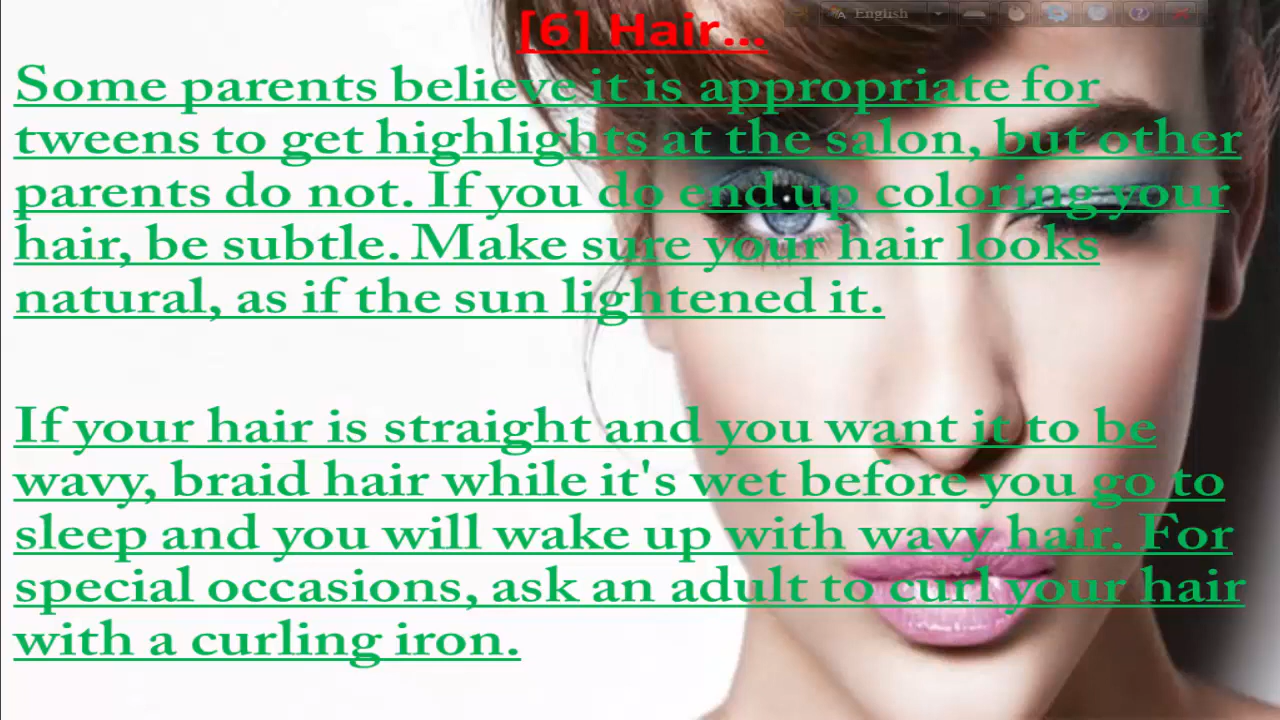 English
[6] Hair...
Some parents believe it is appropriate for
tweens to get highlights at the salon, but other
parents do not. If you do end up coloring your
hair, be subtle. Make sure your hair looks
natural, as if the sun lightened it.
If your hair is straight and you want it to be
wavy, braid hair while it's wet before you go to
sleep and you will wake up with wavy hair. For
special occasions, ask an adult to curl your hair
with a curling iron.